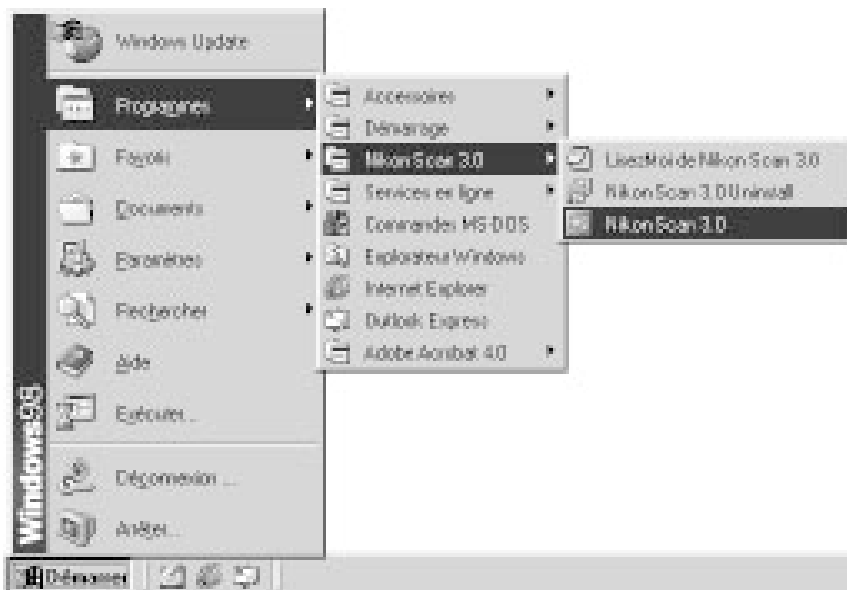 Windows Update
Programmes
Favoris
Documents
Paramètres
Rechercher
Aide
Exécuter...
Déconnexion ...
Arrêter...
Windows98
Démarrer
Accessoires
Démarrage
Nikon Scan 3.0
Services en ligne
Commandes MS-DOS
Explorateur Windows
Internet Explorer
Outlook Express
Adobe Acrobat 4.0
LisezMoi de Nikon Scan 3.0
Nikon Scan 3.0 Uninstall
Nikon Scan 3.0